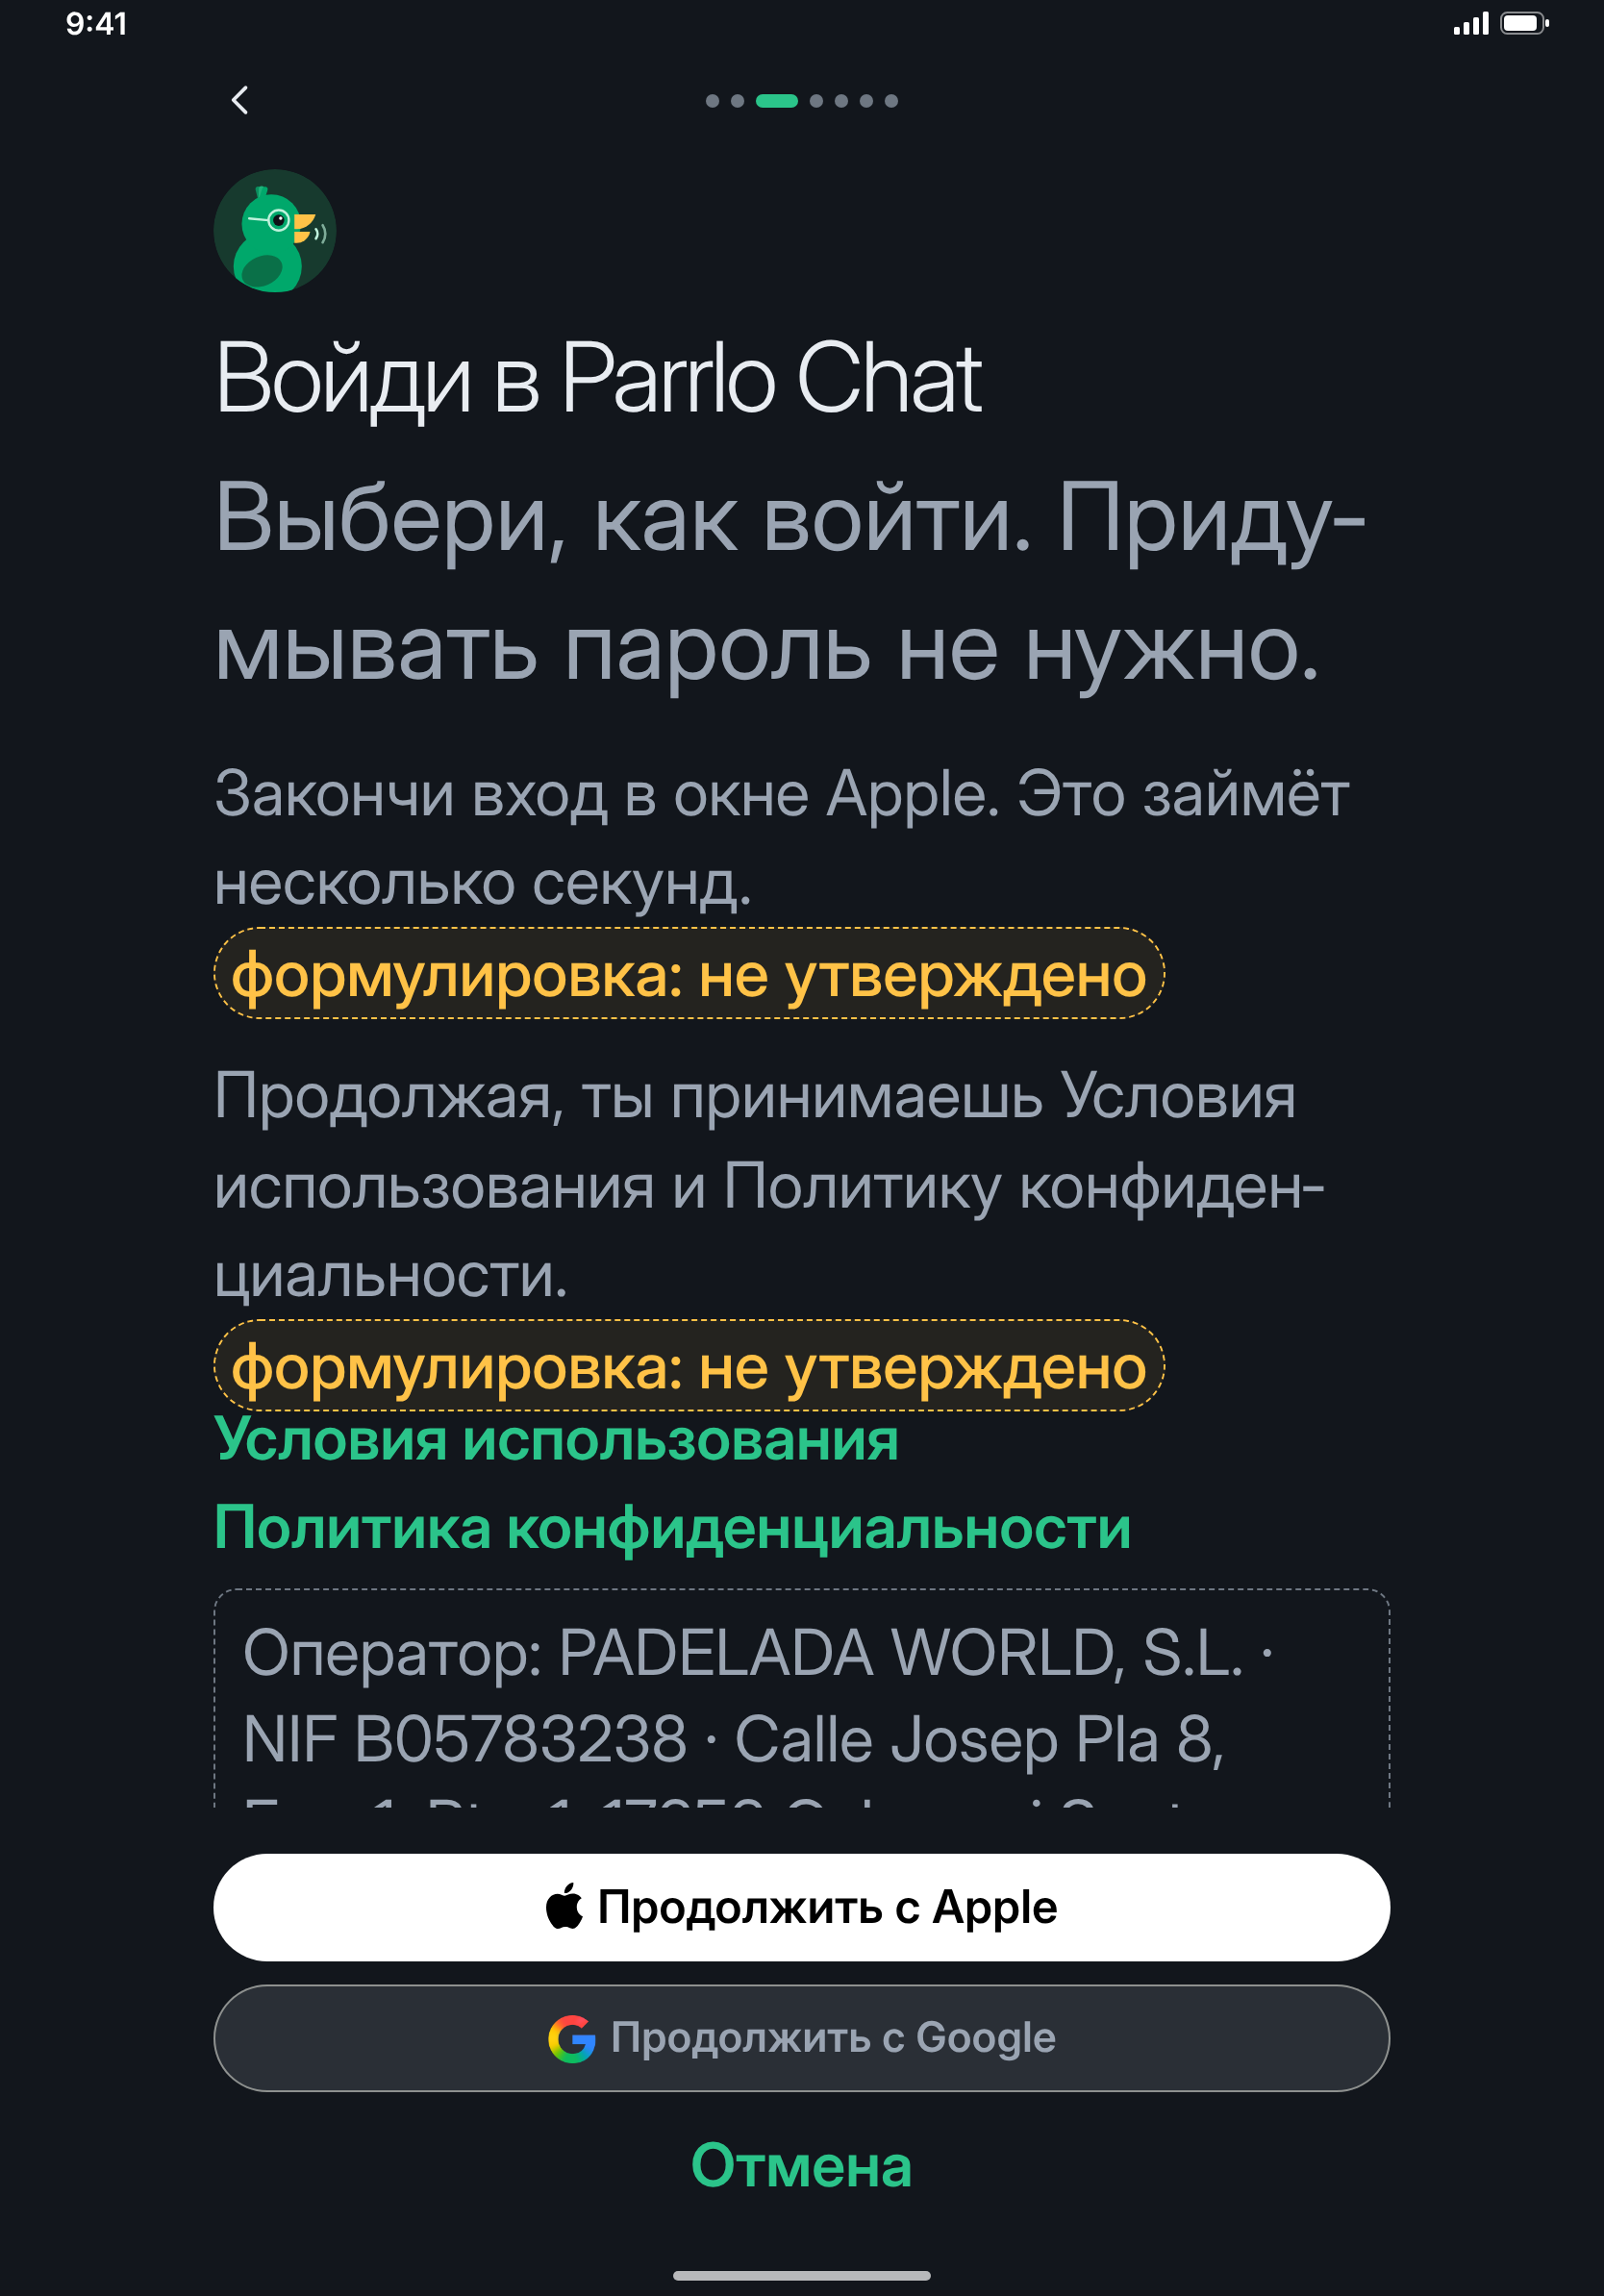 9:41
Войди в Parrlo Chat
Выбери, как войти. Приду-
мывать пароль не нужно.
Закончи вход в окне Apple. Это займёт
несколько секунд.
формулировка: не утверждено
Продолжая, ты принимаешь Условия
использования и Политику конфиден-
циальности.
формулировка: не утверждено
Условия использования
Политика конфиденциальности
Оператор: PADELADA WORLD, S.L. ·
NIF B05783238 · Calle Josep Pla 8,
Продолжить с Apple
Продолжить с Google
Отмена